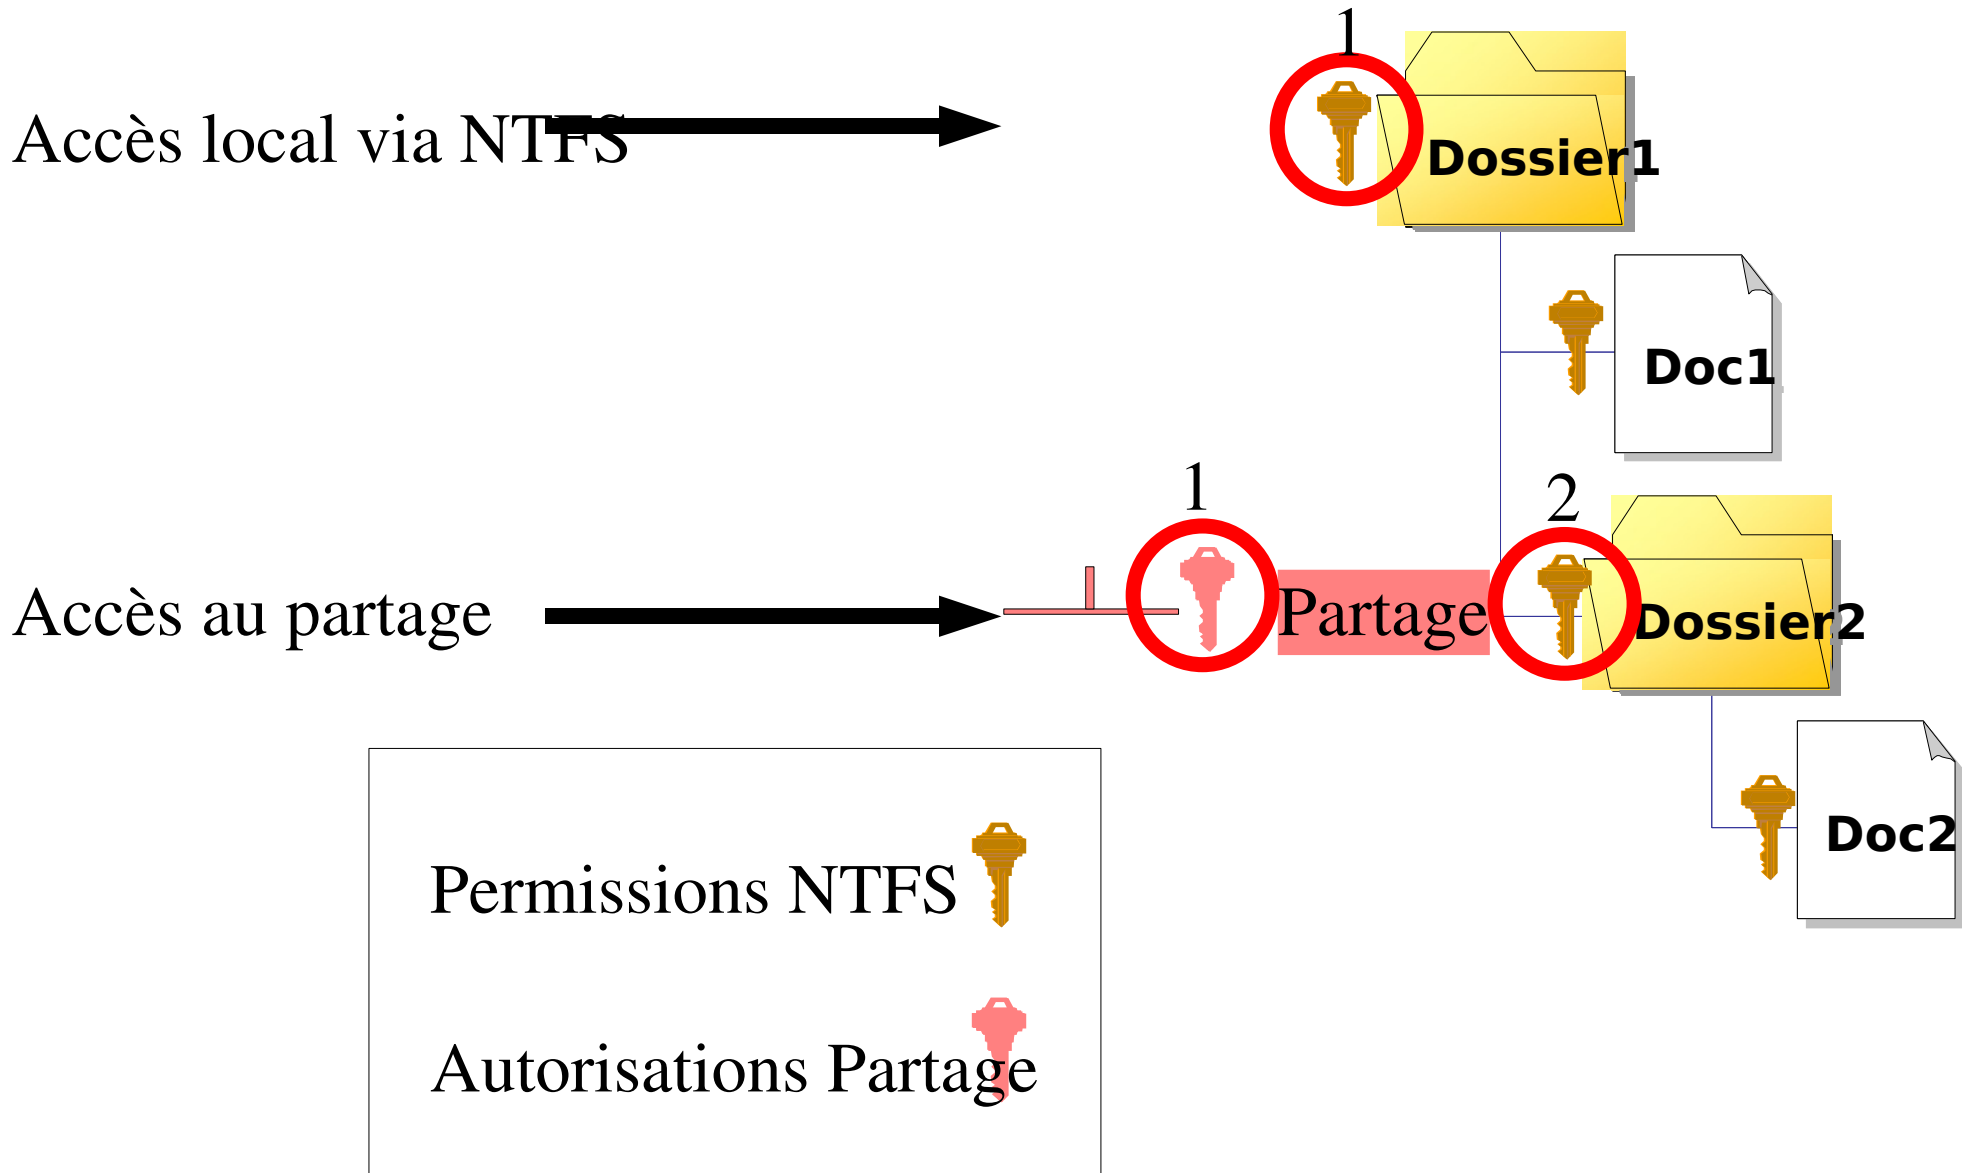 1
Accès local via NTFS
Dossier1
Doc1
1
2
Accès au partage
Partage
Dossier2
Doc2
Permissions NTFS
Autorisations Partage